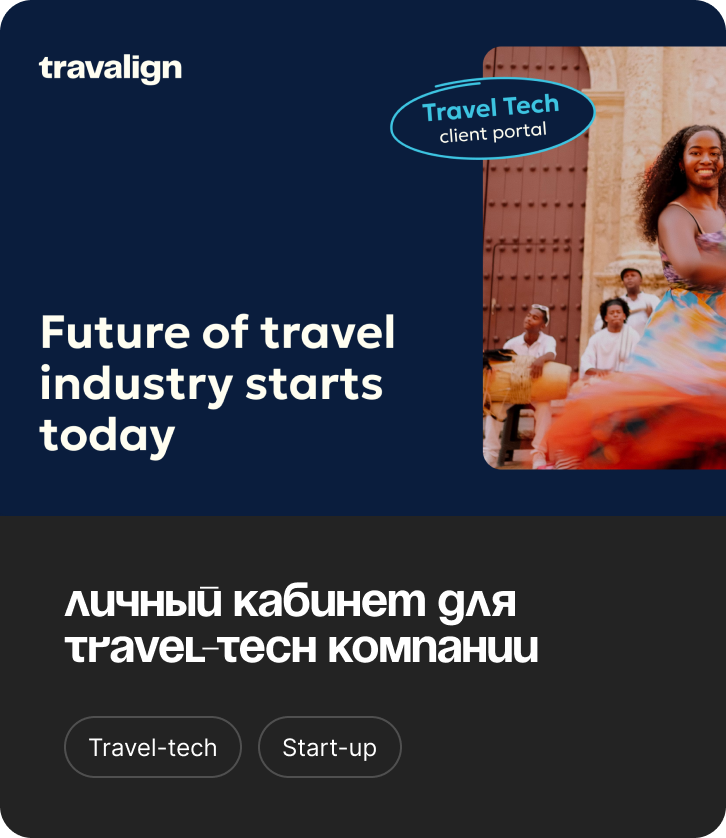 travalign
Travel Tech
client portal
Future of travel
industry starts
today
личный кабинет для
travel-tech компании
Travel-tech
Start-up